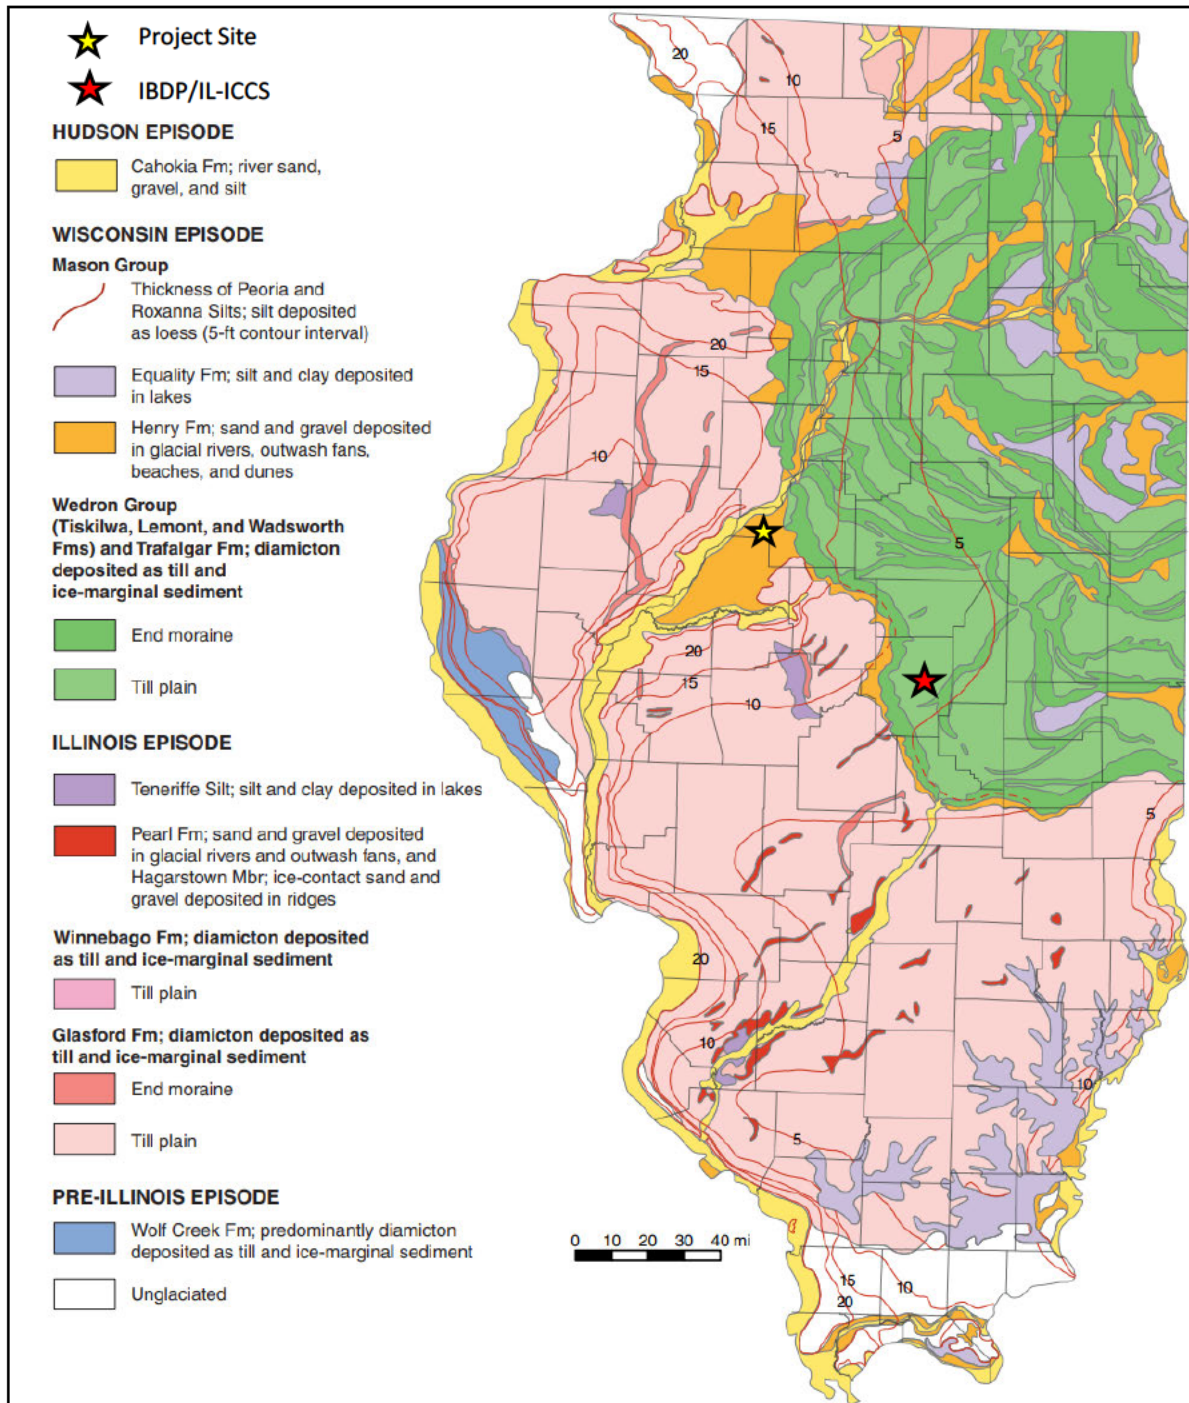 Project Site
IBDP/IL-ICCS
HUDSON EPISODE
Cahokia Fm; river sand,
gravel, and silt
WISCONSIN EPISODE
Mason Group
Thickness of Peoria and
Roxanna Silts; silt deposited
as loess (5-ft contour interval)
Equality Fm; silt and clay deposited
in lakes
Henry Fm; sand and gravel deposited
in glacial rivers, outwash fans,
beaches, and dunes
Wedron Group
(Tiskilwa, Lemont, and Wadsworth
Fms) and Trafalgar Fm; diamicton
deposited as till and
ice-marginal sediment
End moraine
Till plain
ILLINOIS EPISODE
Teneriffe Silt; silt and clay deposited in lakes
Pearl Fm; sand and gravel deposited
in glacial rivers and outwash fans, and
Hagarstown Mbr; ice-contact sand and
gravel deposited in ridges
Winnebago Fm; diamicton deposited
as till and ice-marginal sediment
Till plain
Glasford Fm; diamicton deposited as
till and ice-marginal sediment
End moraine
Till plain
PRE-ILLINOIS EPISODE
Wolf Creek Fm; predominantly diamicton
deposited as till and ice-marginal sediment
Unglaciated
20
10
15
5
20
15
10
5
20
15
10
5
20
10
10
5
15
10
20
0 10 20 30 40 mi